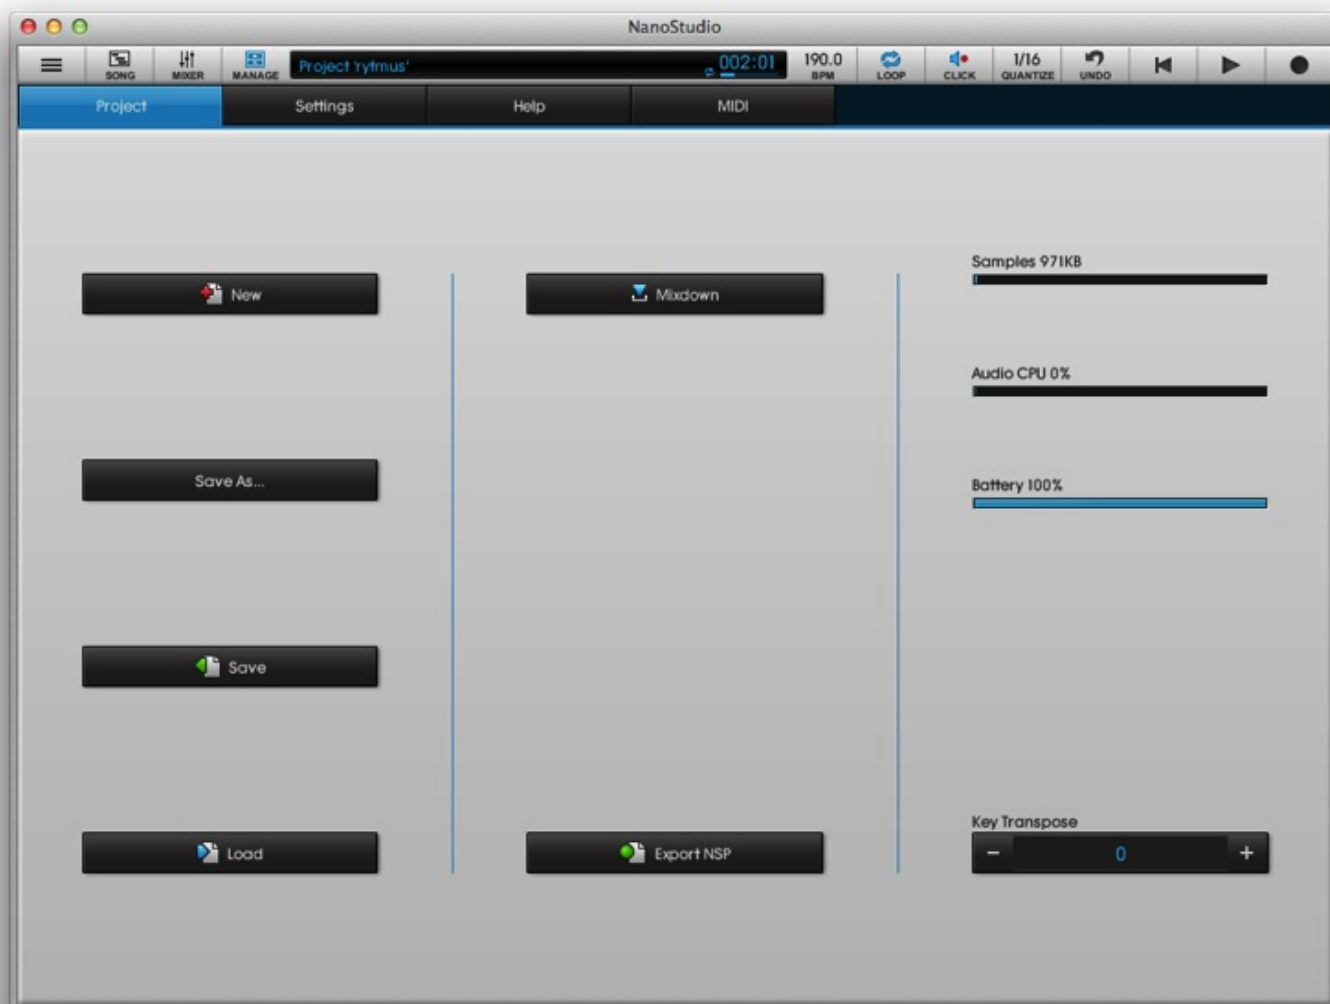 NanoStudio
SONG
MIXER
MANAGE
Project 'rytmus'
002:01
190.0
BPM
LOOP
CLICK
1/16
QUANTIZE
UNDO
Project
Settings
Help
MIDI
New
Mixdown
Samples 971KB
Audio CPU 0%
Save As...
Battery 100%
Save
Key Transpose
Load
Export NSP
- 0 +